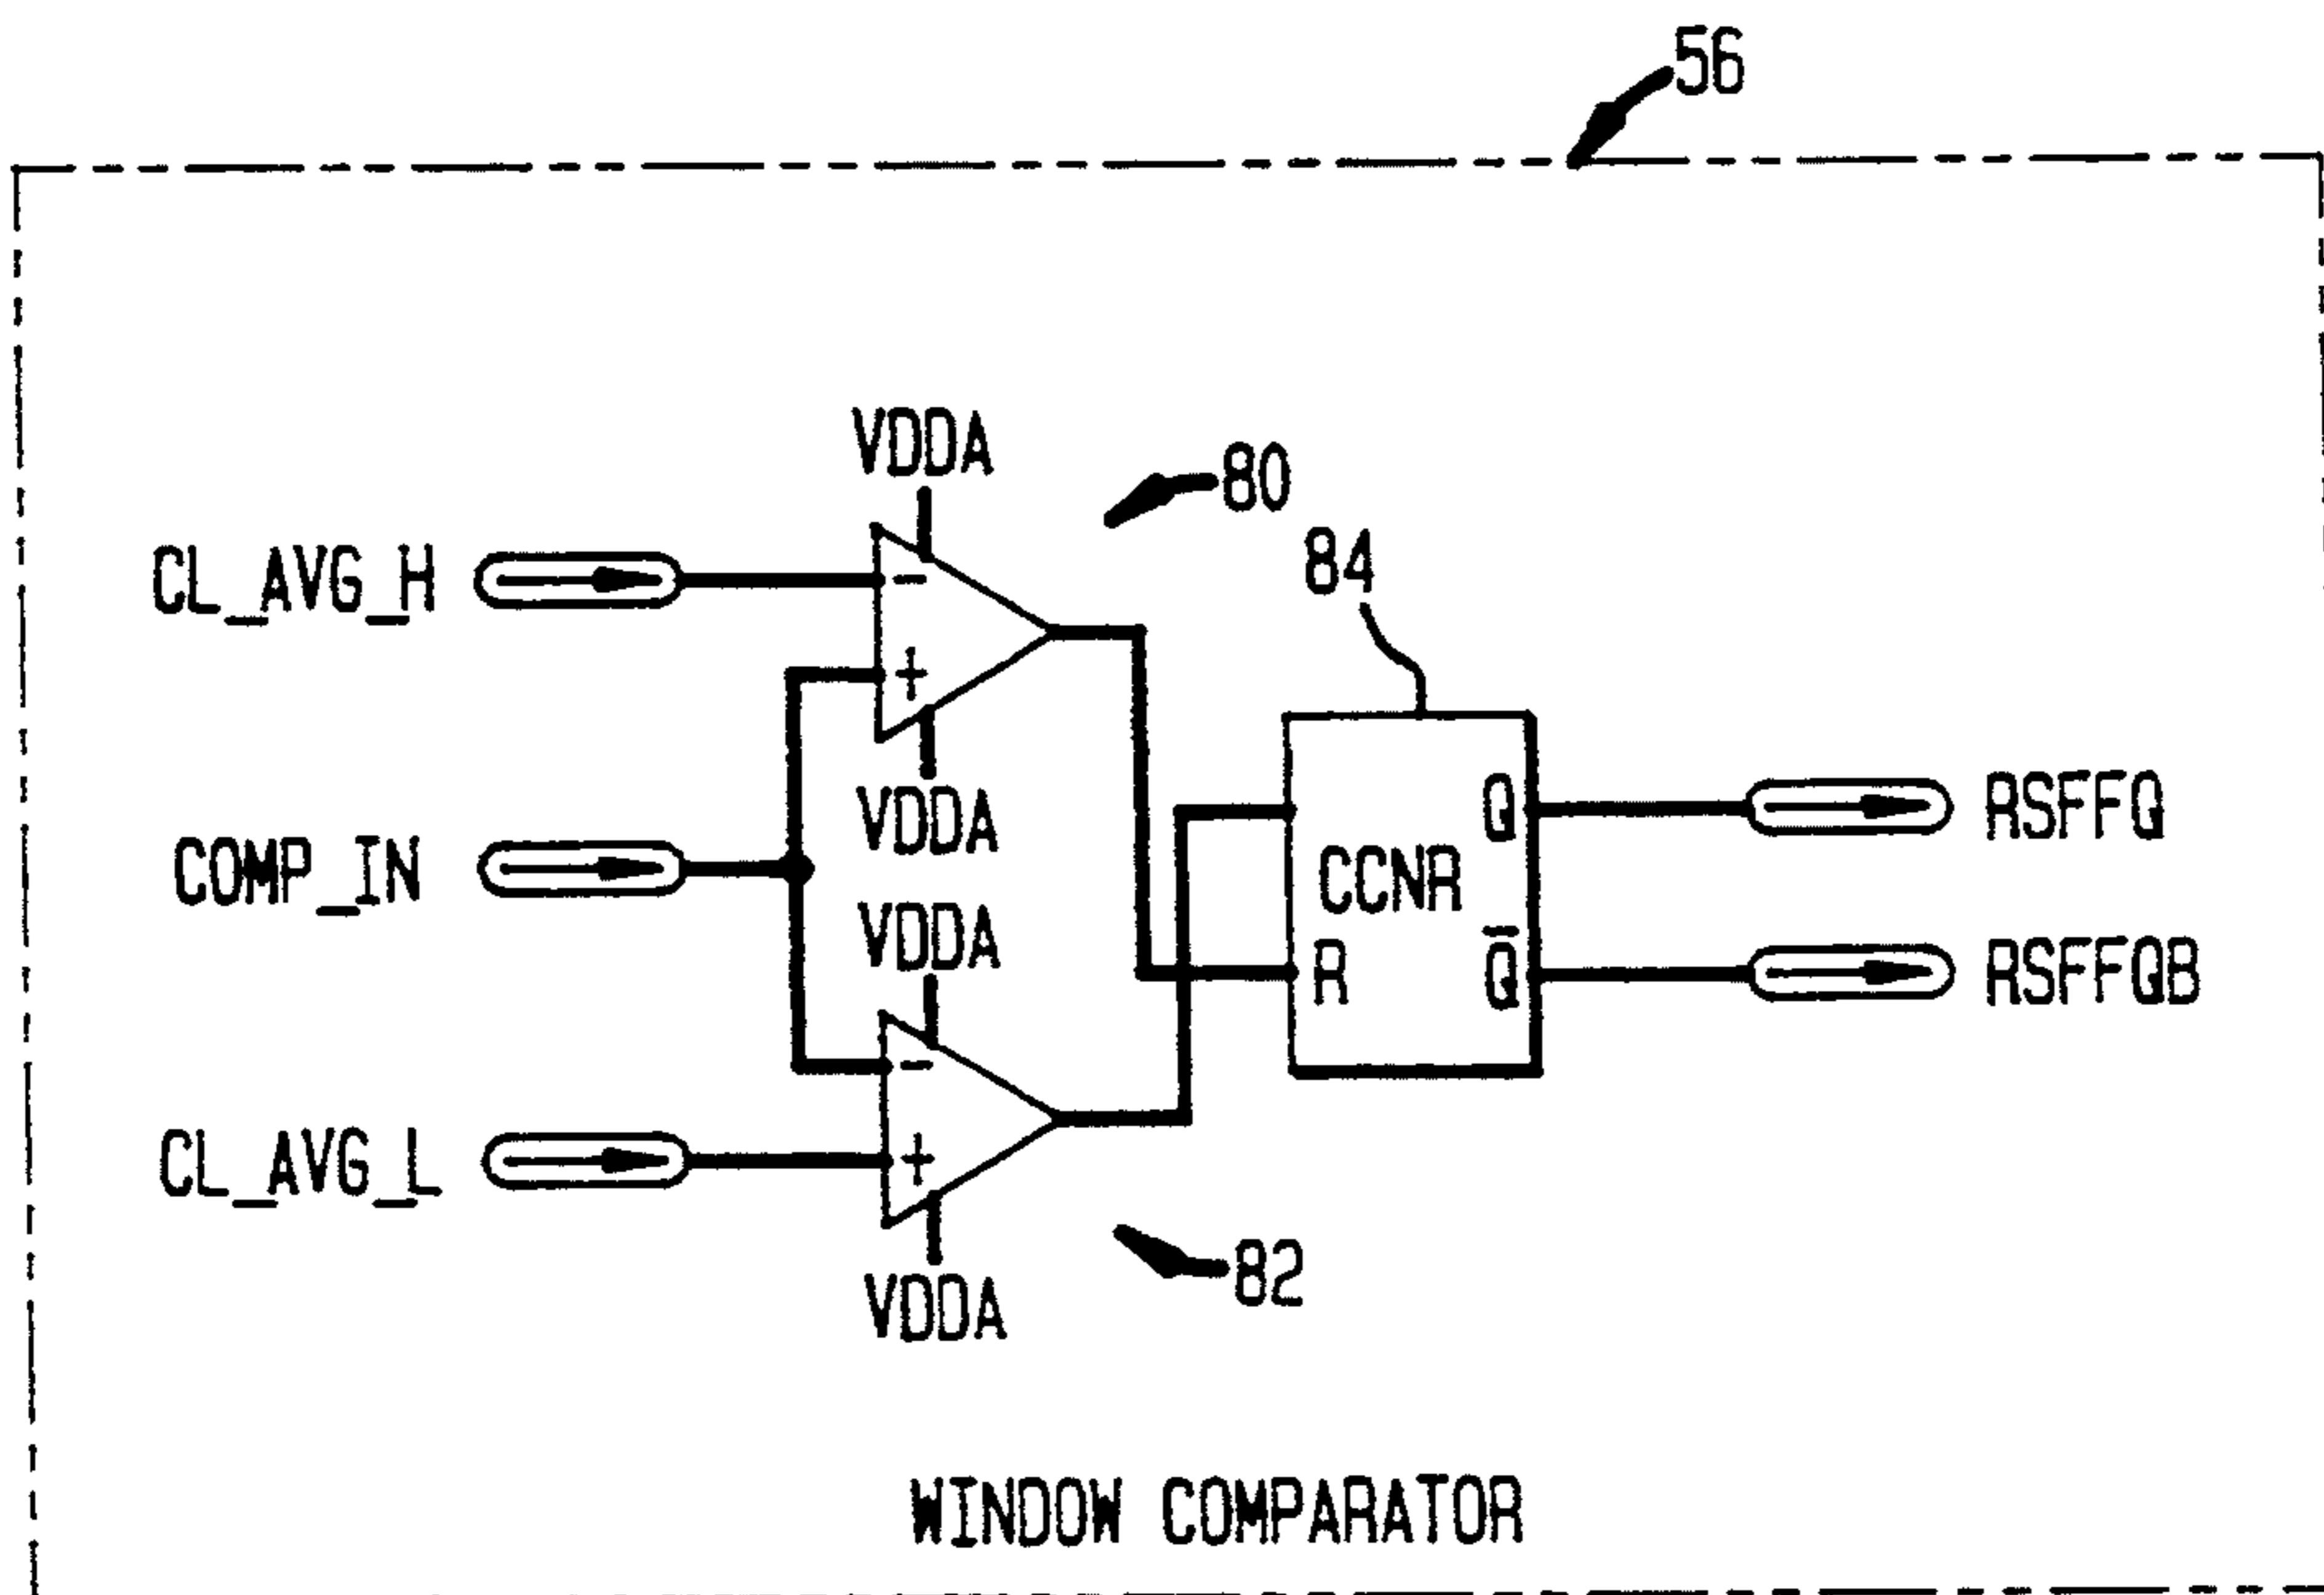 56
VDDA
80
CL_AVG_H
84
VDDA
COMP_IN
Q
RSFFQ
CCNR
VDDA
R
Q̅
RSFFQB
CL_AVG_L
82
VDDA
WINDOW COMPARATOR